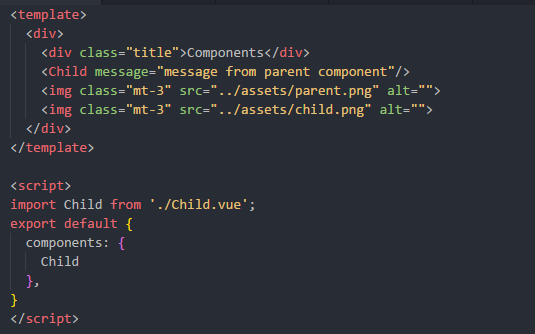 <template>
  <div>
    <div class="title">Components</div>
    <Child message="message from parent component"/>
    <img class="mt-3" src="../assets/parent.png" alt="">
    <img class="mt-3" src="../assets/child.png" alt="">
  </div>
</template>

<script>
import Child from './Child.vue';
export default {
  components: {
    Child
  },
}
</script>